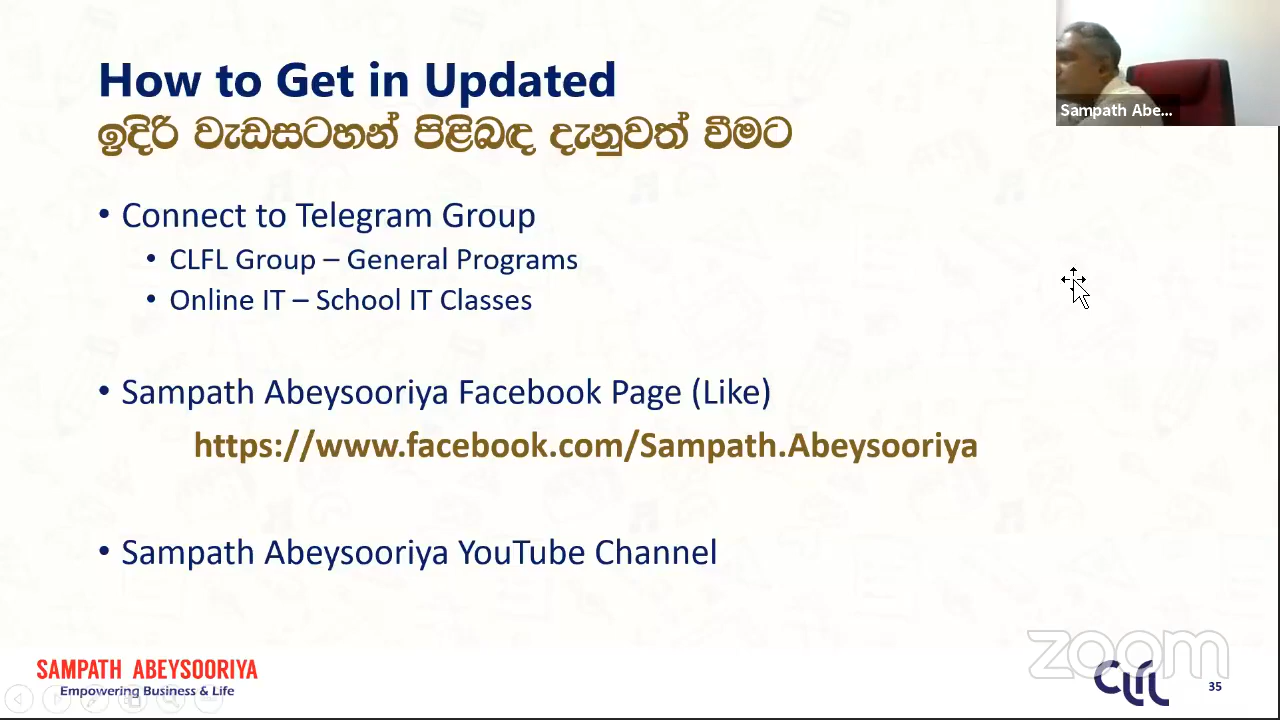 How to Get in Updated
ඉදිරි වැඩසටහන් පිළිබඳ දැනුවත් වීමට
• Connect to Telegram Group
• CLFL Group – General Programs
• Online IT – School IT Classes
• Sampath Abeysooriya Facebook Page (Like)
https://www.facebook.com/Sampath.Abeysooriya
• Sampath Abeysooriya YouTube Channel
Sampath Abe...
SAMPATH ABEYSOORIYA
Empowering Business & Life
zoom
CLFL
35